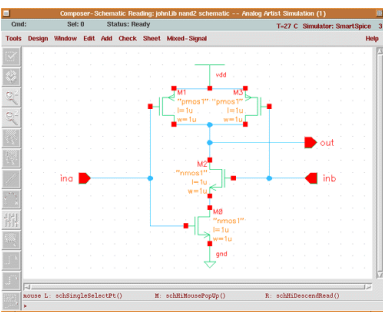 Composer-Schematic Reading: johnLib nand2 schematic -- Analog Artist Simulation (1)
Cmd: Sel: 0 Status: Ready T=27 C Simulator: SmartSpice 3
Tools Design Window Edit Add Check Sheet Mixed-Signal Help
vdd
M1 M3
"pmos1" "pmos1"
l=1u l=1u
w=1u w=1u
out
M2
ina "nmos1" inb
l=1u
w=1u
M0
"nmos1"
l=1u
w=1u
gnd
mouse L: schSingleSelectPt() M: schHiMousePopUp() R: schHiDescendRead()
>